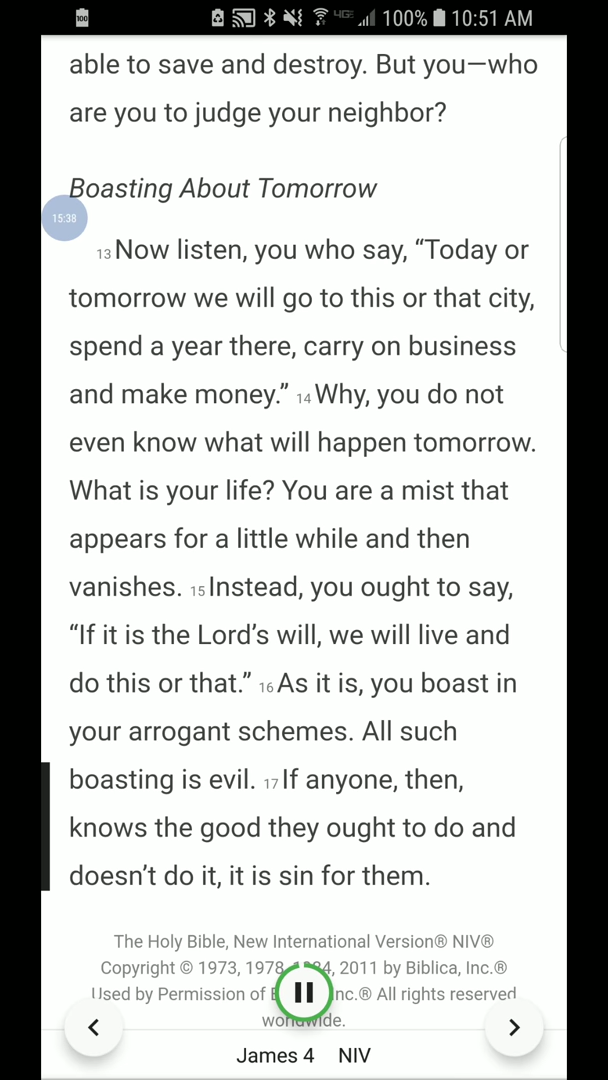 100
4G
100%
10:51 AM
able to save and destroy. But you—who
are you to judge your neighbor?
Boasting About Tomorrow
15:38
13 Now listen, you who say, “Today or
tomorrow we will go to this or that city,
spend a year there, carry on business
and make money.” 14 Why, you do not
even know what will happen tomorrow.
What is your life? You are a mist that
appears for a little while and then
vanishes. 15 Instead, you ought to say,
“If it is the Lord’s will, we will live and
do this or that.” 16 As it is, you boast in
your arrogant schemes. All such
boasting is evil. 17 If anyone, then,
knows the good they ought to do and
doesn’t do it, it is sin for them.
The Holy Bible, New International Version® NIV®
Copyright © 1973, 1978, 2011 by Biblica, Inc.®
Used by Permission of Inc.® All rights reserved
worldwide.
James 4 NIV